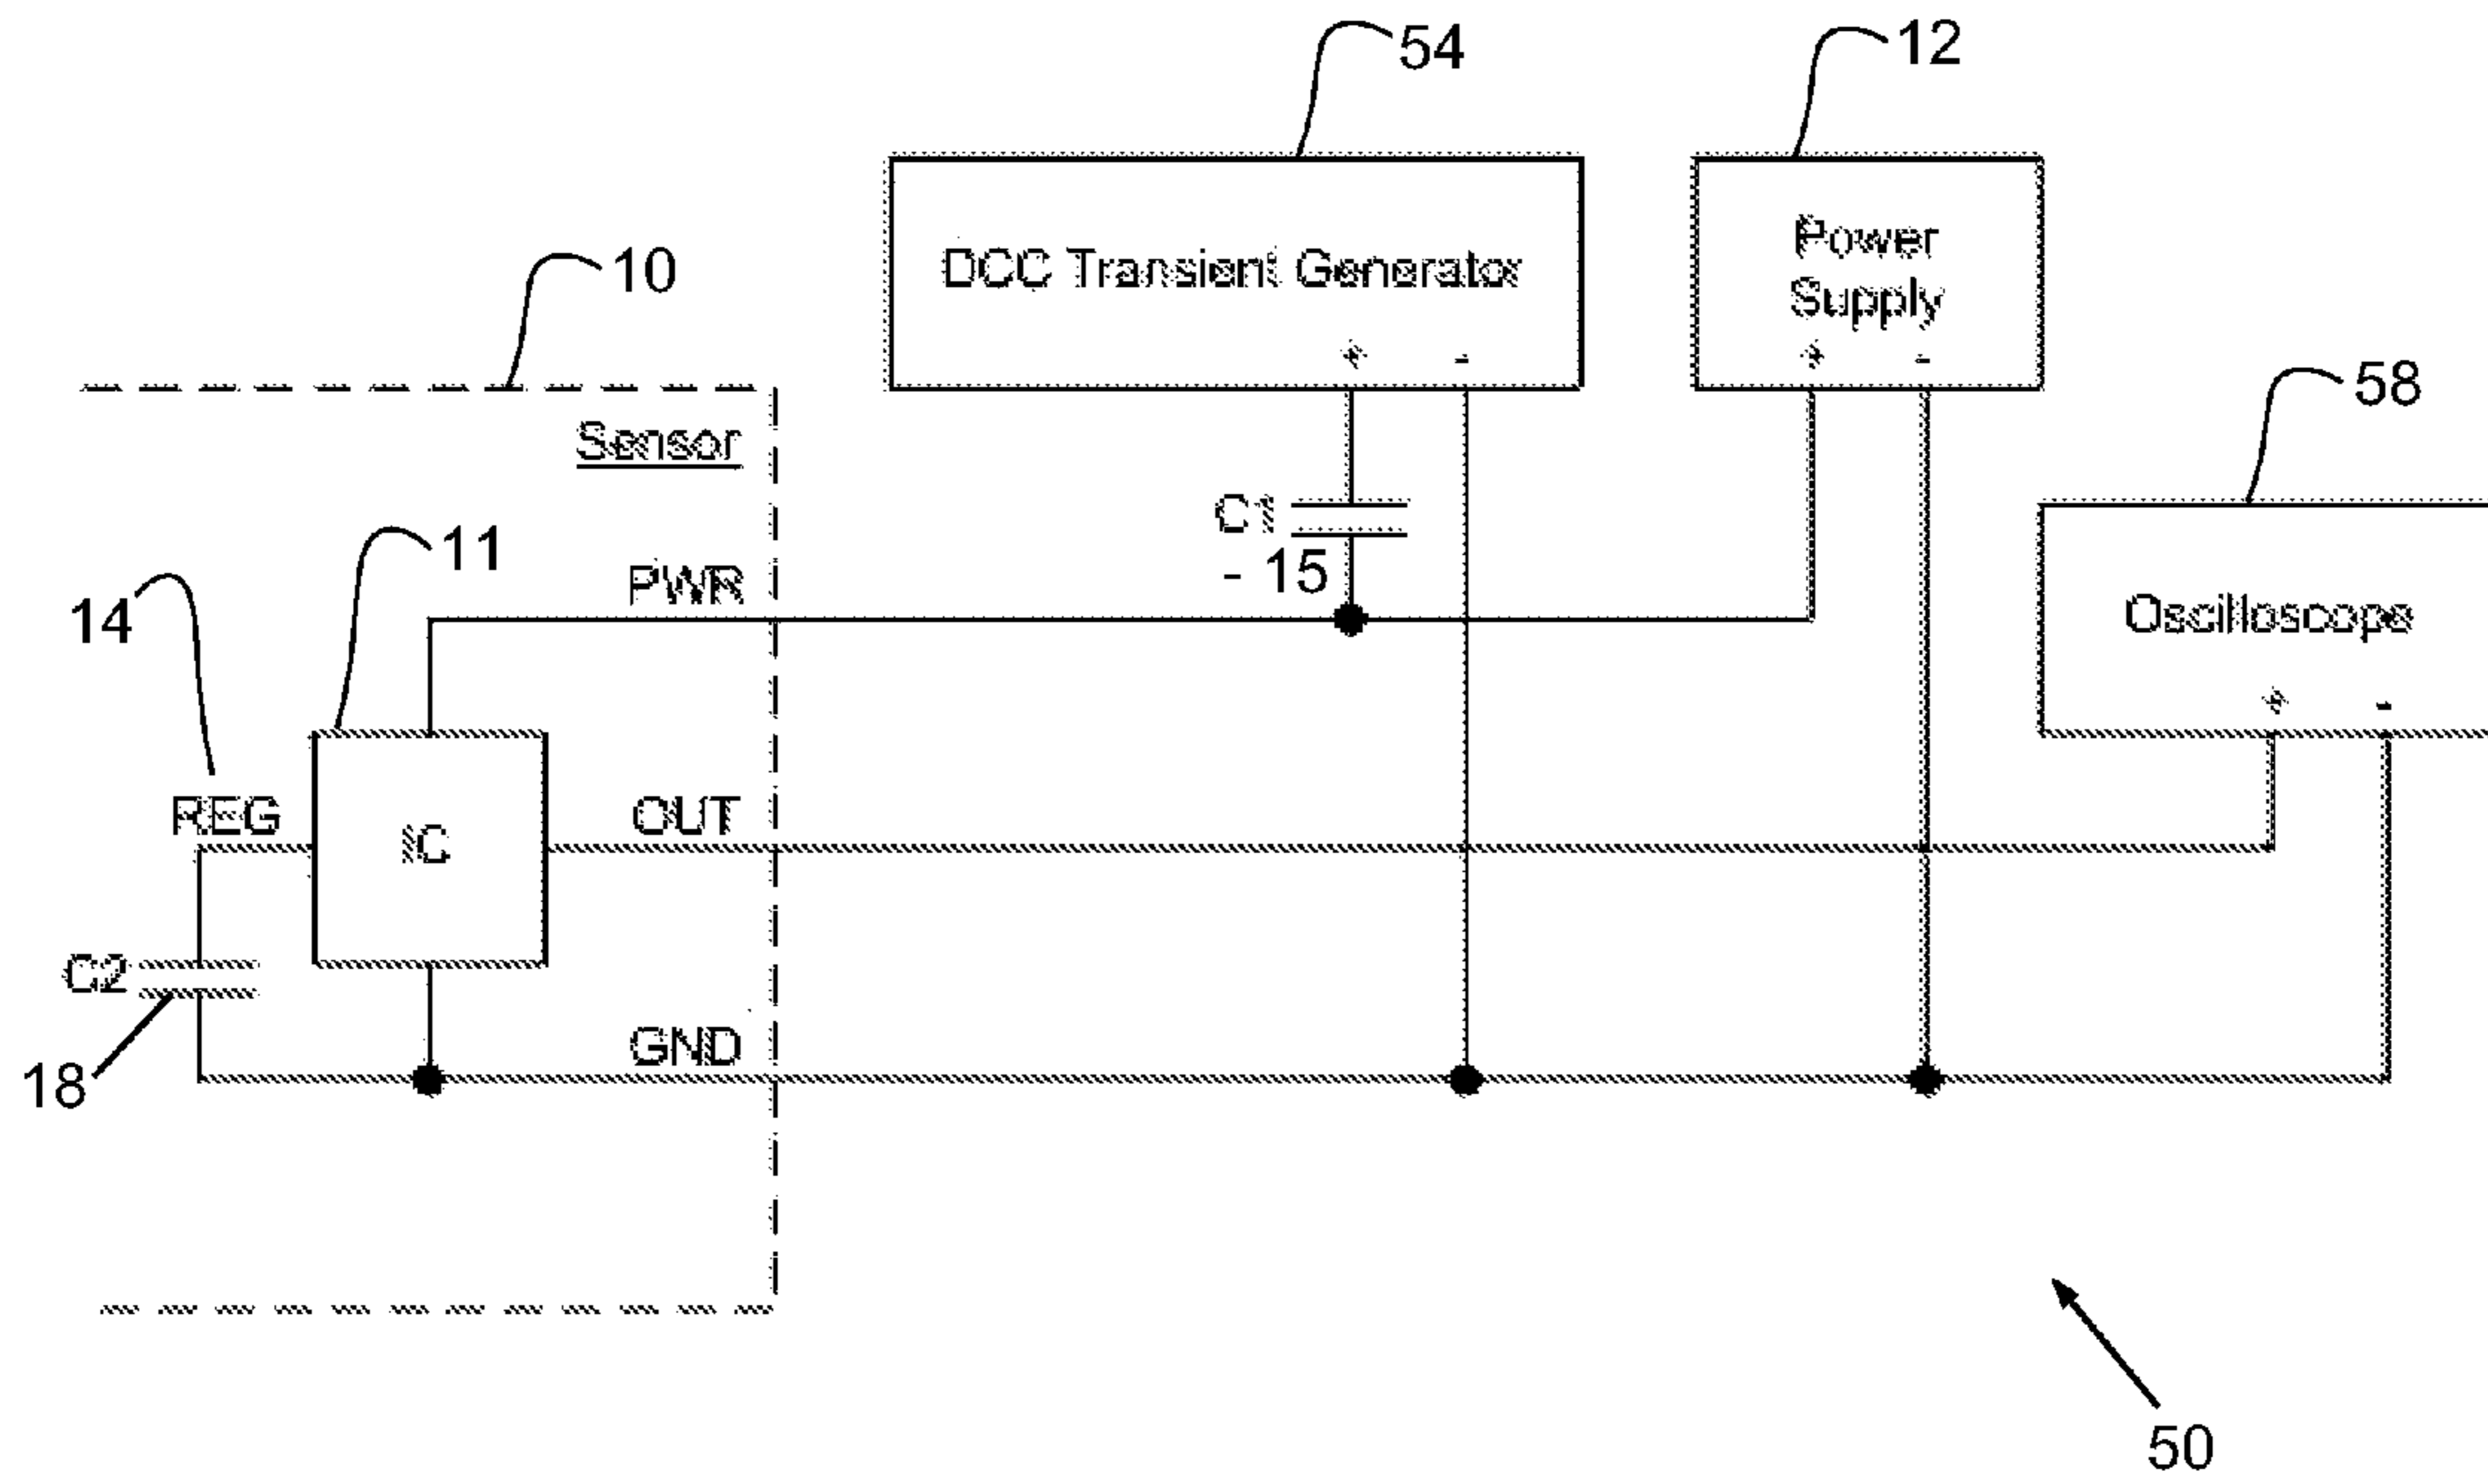 54
12
10
DCC Transient Generator
+ -
Power
Supply
+ -
58
Sensor
11
C1
- 15
PWR
14
Oscilloscope
+ -
REG
IC
OUT
C2
GND
18
50